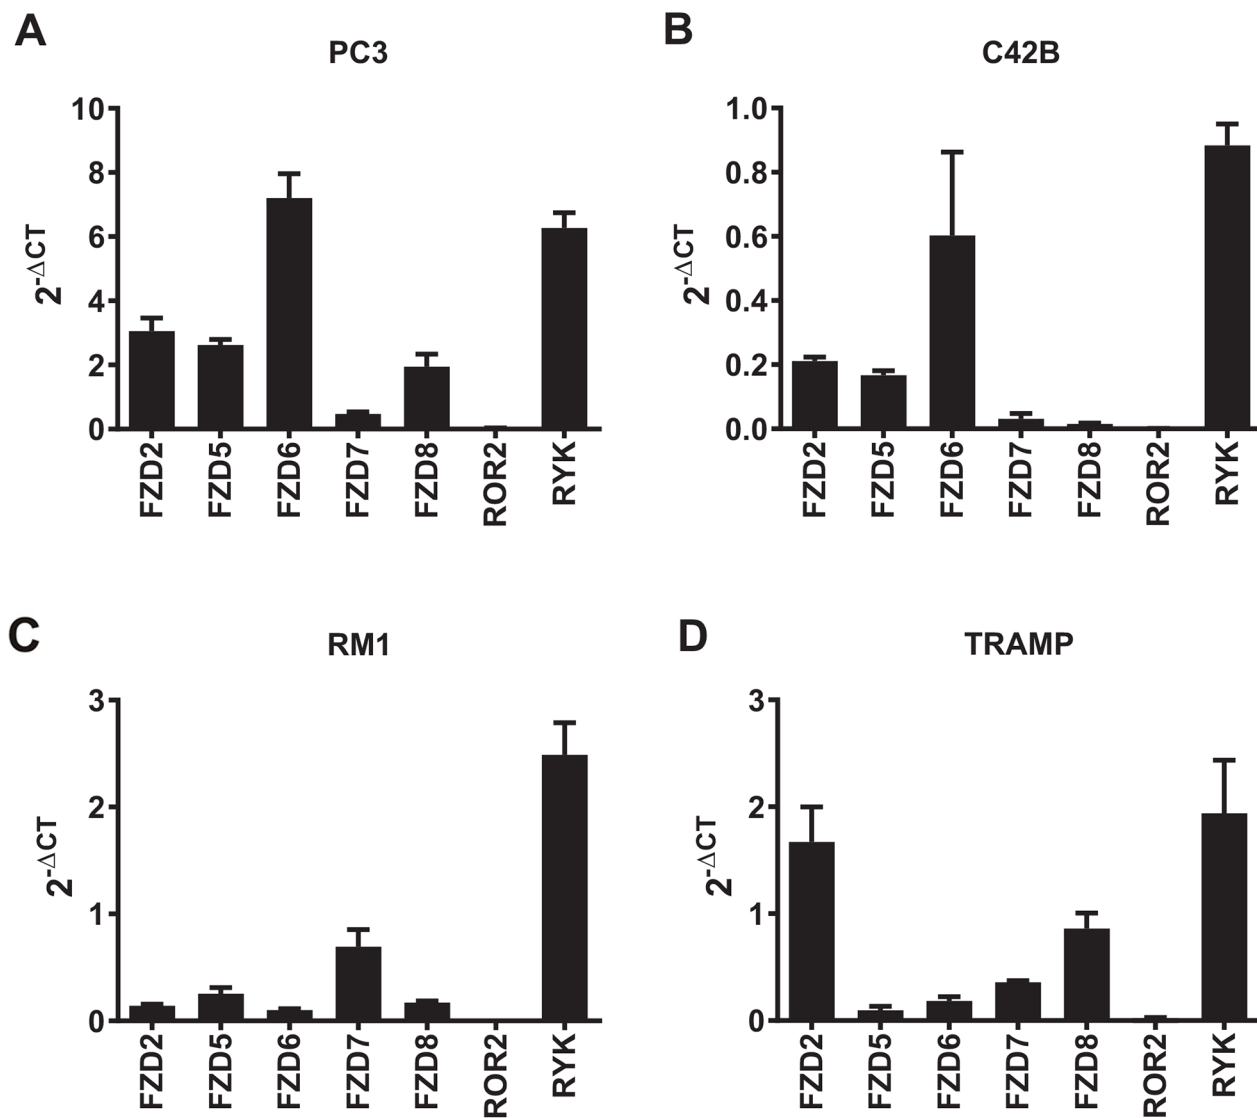 A
PC3
10
8
6
4
2
0
2-ΔCT
FZD2
FZD5
FZD6
FZD7
FZD8
ROR2
RYK
B
C42B
1.0
0.8
0.6
0.4
0.2
0.0
2-ΔCT
FZD2
FZD5
FZD6
FZD7
FZD8
ROR2
RYK
C
RM1
3
2
1
0
2-ΔCT
FZD2
FZD5
FZD6
FZD7
FZD8
ROR2
RYK
D
TRAMP
3
2
1
0
2-ΔCT
FZD2
FZD5
FZD6
FZD7
FZD8
ROR2
RYK